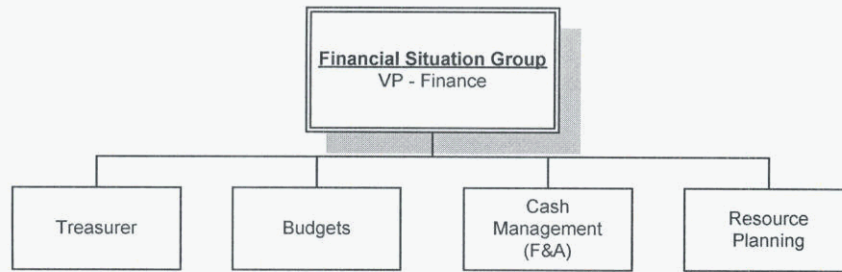 Financial Situation Group
VP - Finance
Treasurer
Budgets
Cash
Management
(F&A)
Resource
Planning